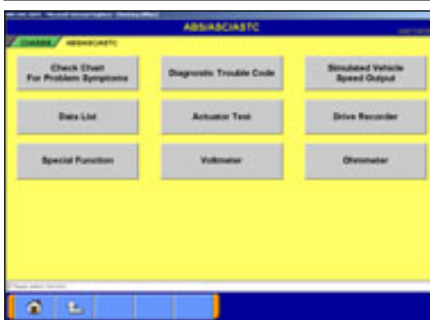 ABS/ASC/ASTC
CHASSIS
ABS/ASC/ASTC
Check Chart
For Problem Symptoms
Diagnostic Trouble Code
Simulated Vehicle
Speed Output
Data List
Actuator Test
Drive Recorder
Special Function
Voltmeter
Ohmmeter